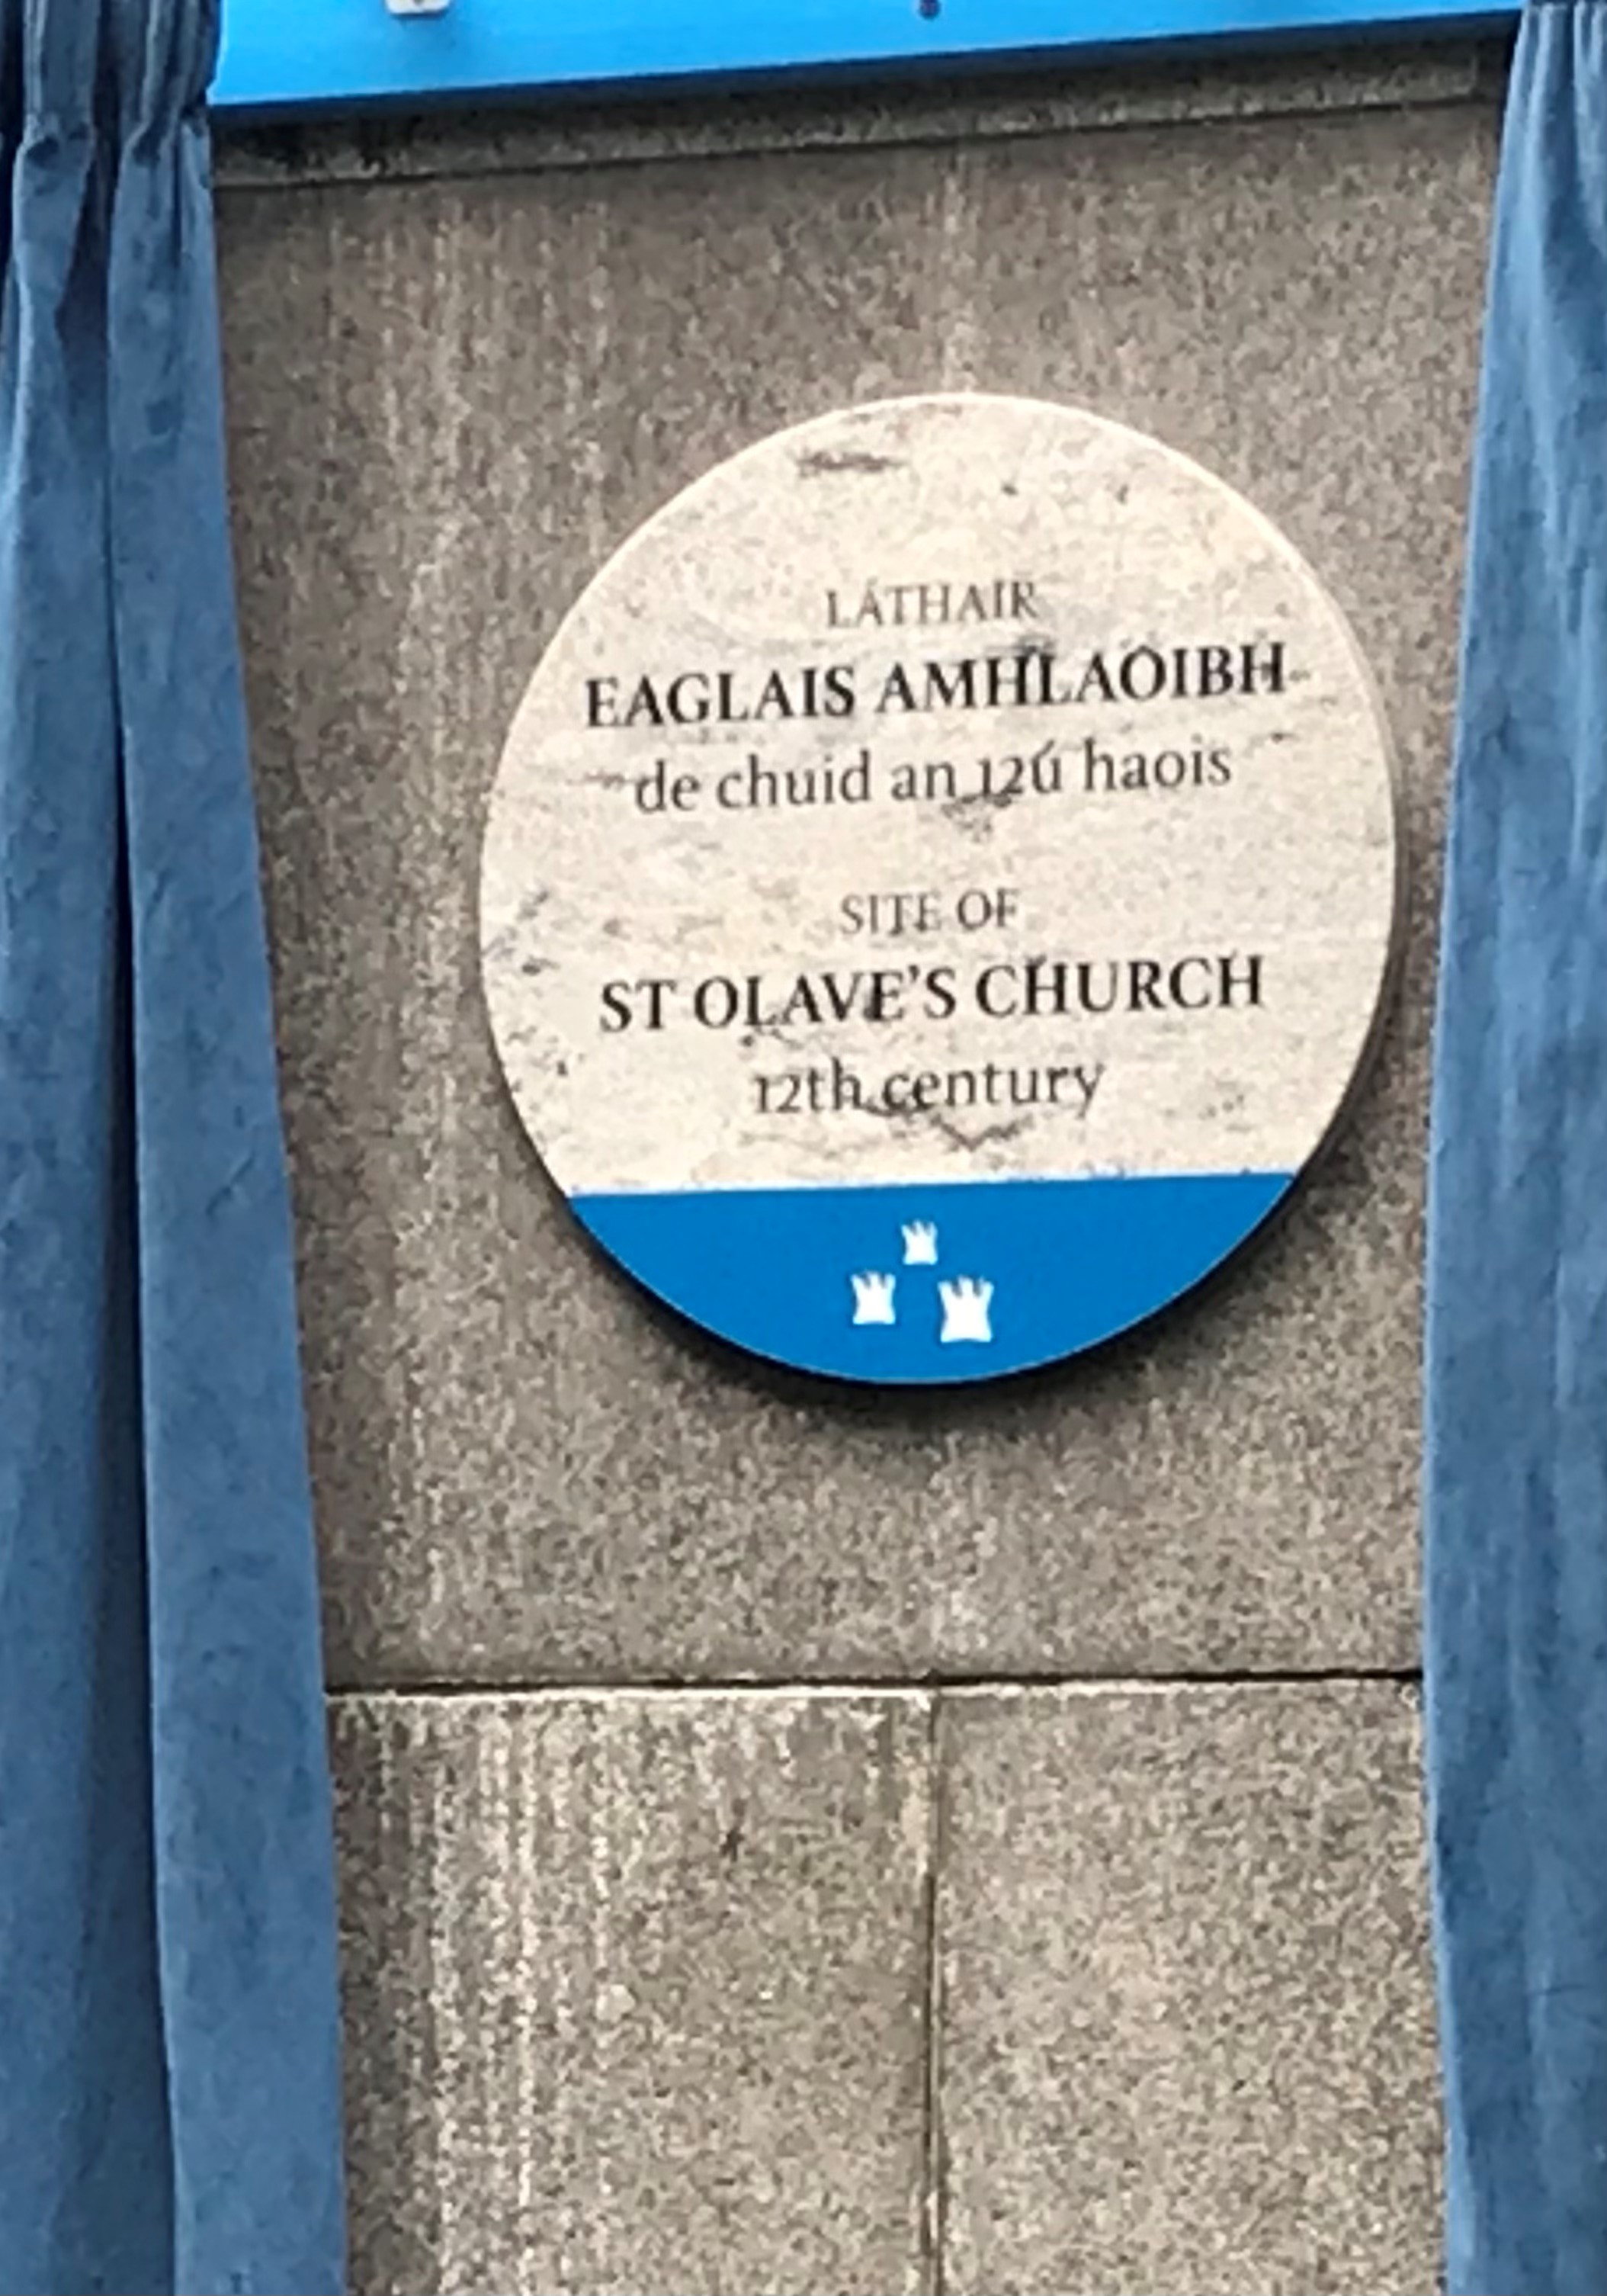 LÁTHAIR
EAGLAIS AMHLAOIBH
de chuid an 12ú haois
SITE OF
ST OLAVE'S CHURCH
12th century